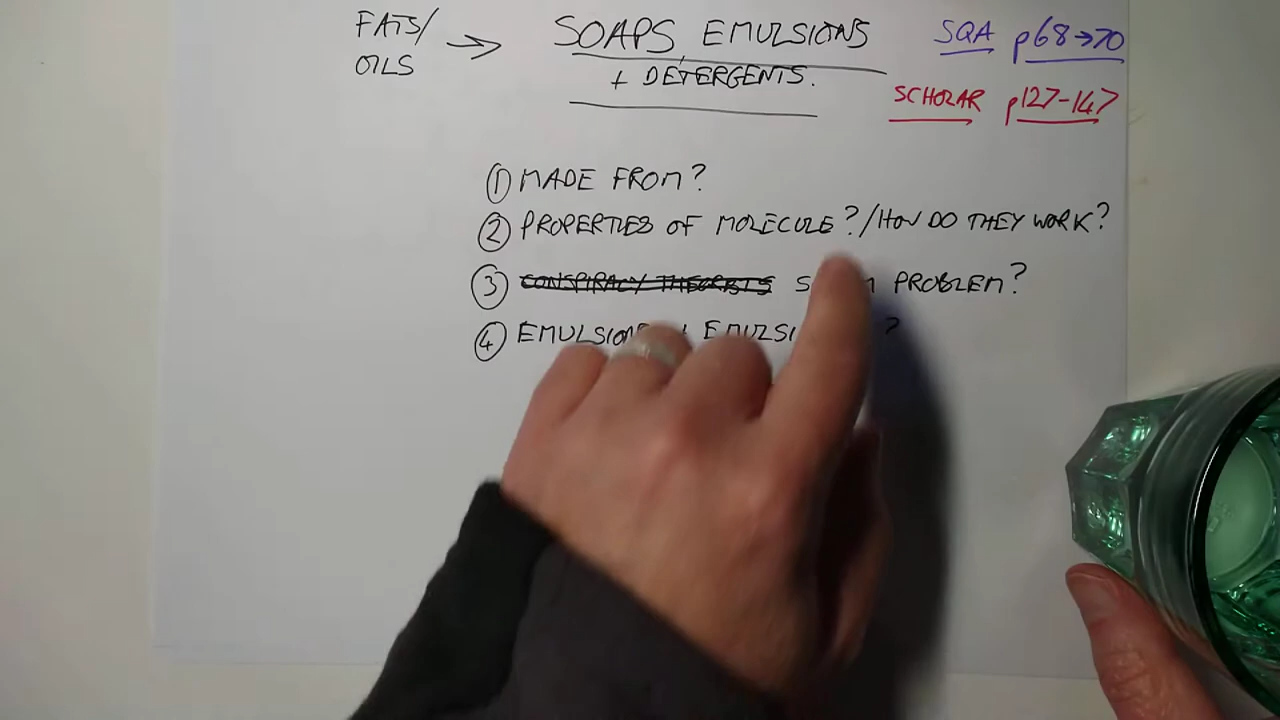 FATS/
OILS
→ SOAPS, EMULSIONS
+ DETERGENTS.
SQA p68→70
SCHOLAR p127-147
① MADE FROM?
② PROPERTIES OF MOLECULE?/HOW DO THEY WORK?
③ CONSPIRACY THEORISTS PROBLEM?
④ EMULSION ?